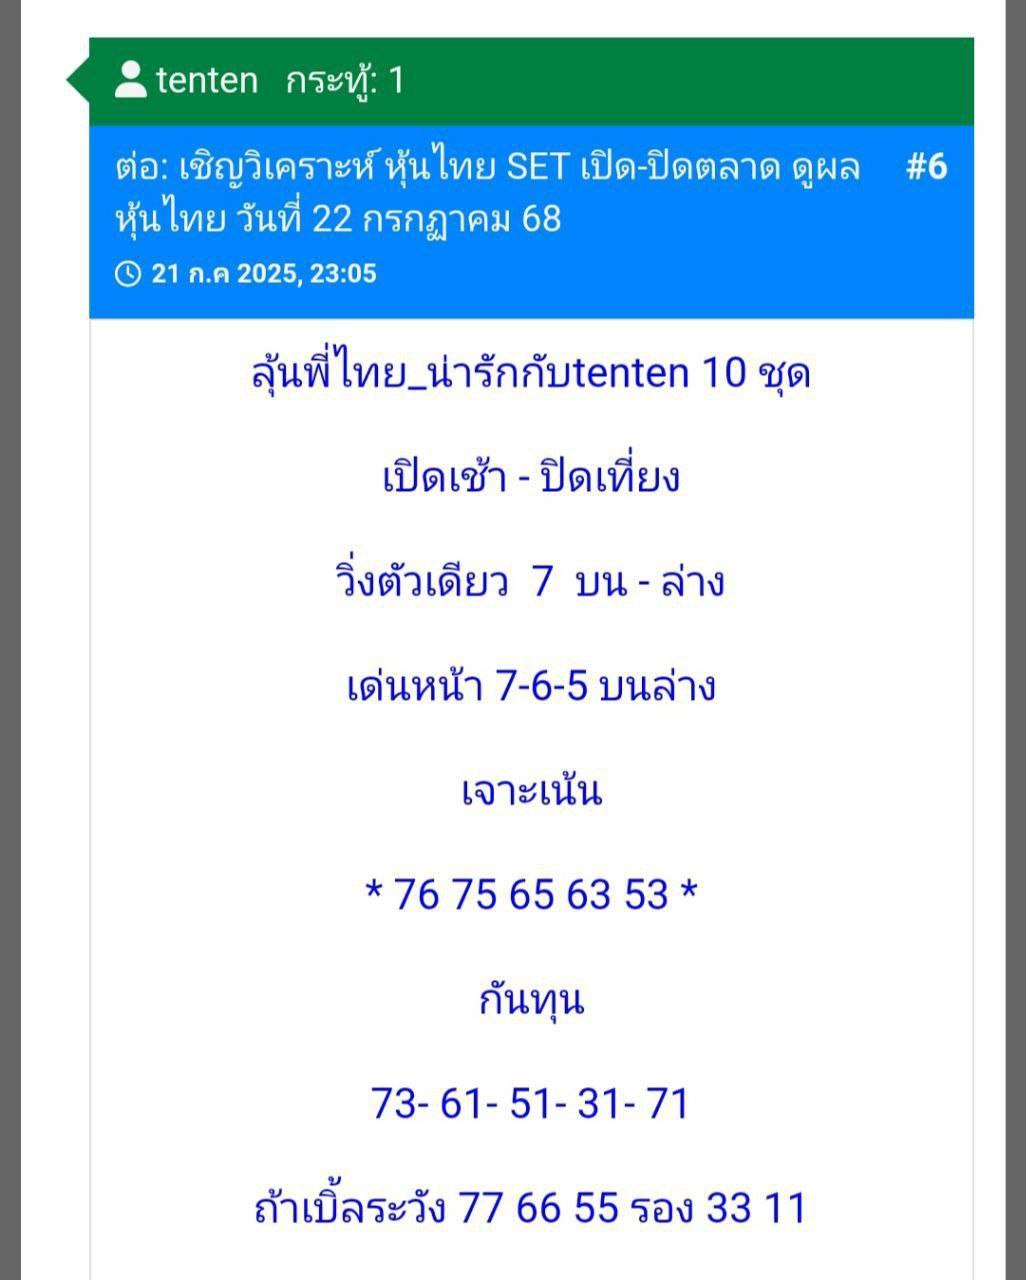 tenten กระทู้: 1
ต่อ: เชิญวิเคราะห์ หุ้นไทย SET เปิด-ปิดตลาด ดูผล #6
หุ้นไทย วันที่ 22 กรกฏาคม 68
21 ก.ค 2025, 23:05
ลุ้นพี่ไทย_น่ารักกับtenten 10 ชุด
เปิดเช้า - ปิดเที่ยง
วิ่งตัวเดียว 7 บน - ล่าง
เด่นหน้า 7-6-5 บนล่าง
เจาะเน้น
* 76 75 65 63 53 *
กันทุน
73- 61- 51- 31- 71
ถ้าเบิ้ลระวัง 77 66 55 รอง 33 11